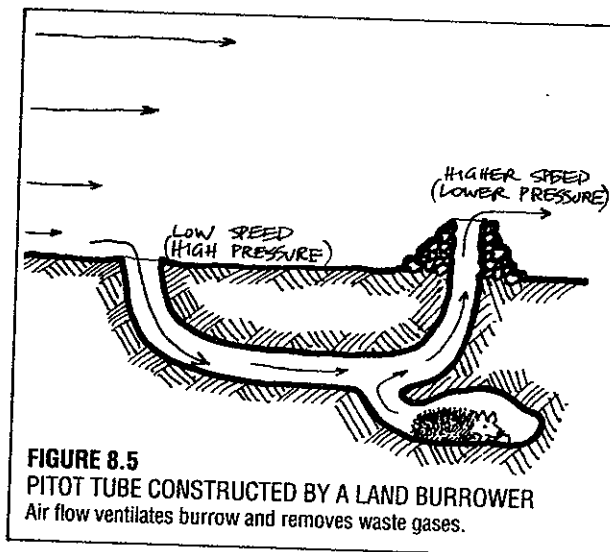 HIGHER SPEED
(LOWER PRESSURE)
LOW SPEED
(HIGH PRESSURE)
FIGURE 8.5
PITOT TUBE CONSTRUCTED BY A LAND BURROWER
Air flow ventilates burrow and removes waste gases.